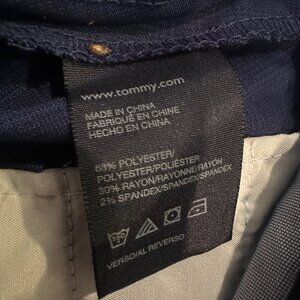 www.tommy.com
MADE IN CHINA
FABRIQUÉ EN CHINE
HECHO EN CHINA
68% POLYESTER/
POLYESTER/POLIÉSTER
30% RAYON/RAYONNE/RAYÓN
2% SPANDEX/SPANDEX/SPANDEX
VERSO/AL REVERSO